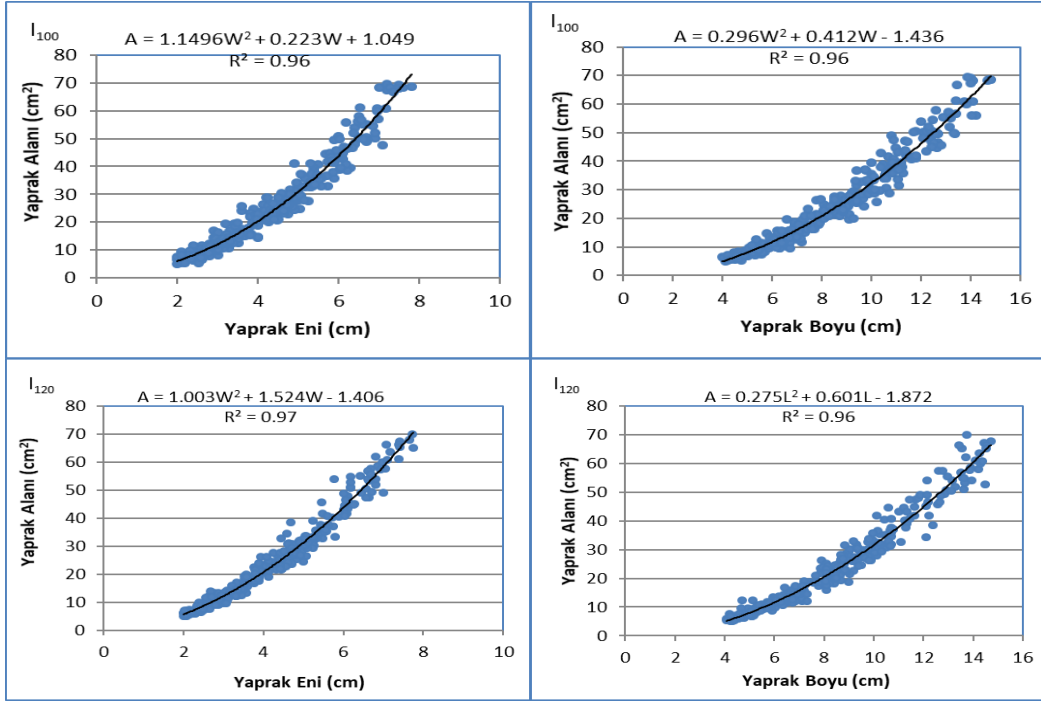 I100
A = 1.1496W² + 0.223W + 1.049
R² = 0.96
Yaprak Alanı (cm²)
80
70
60
50
40
30
20
10
0
0 2 4 6 8 10
Yaprak Eni (cm)
I100
A = 0.296W² + 0.412W - 1.436
R² = 0.96
Yaprak Alanı (cm²)
80
70
60
50
40
30
20
10
0
0 2 4 6 8 10 12 14 16
Yaprak Boyu (cm)
I120
A = 1.003W² + 1.524W - 1.406
R² = 0.97
Yaprak Alanı (cm²)
80
70
60
50
40
30
20
10
0
0 2 4 6 8 10
Yaprak Eni (cm)
I120
A = 0.275L² + 0.601L - 1.872
R² = 0.96
Yaprak Alanı (cm²)
80
70
60
50
40
30
20
10
0
0 2 4 6 8 10 12 14 16
Yaprak Boyu (cm)